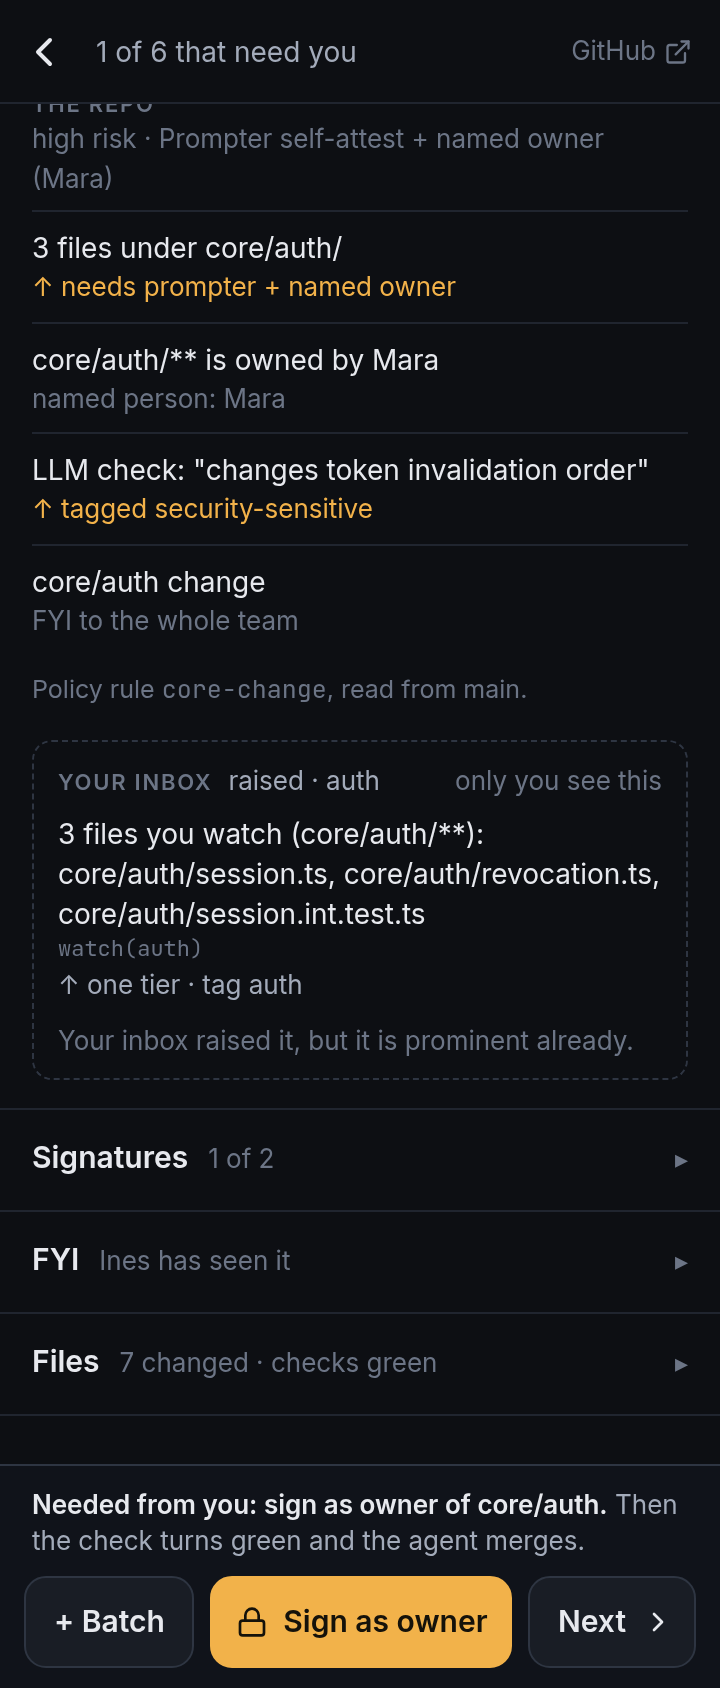 1 of 6 that need you
GitHub
THE REPO
high risk · Prompter self-attest + named owner
(Mara)
3 files under core/auth/
↑ needs prompter + named owner
core/auth/** is owned by Mara
named person: Mara
LLM check: "changes token invalidation order"
↑ tagged security-sensitive
core/auth change
FYI to the whole team
Policy rule core-change, read from main.
YOUR INBOX raised · auth only you see this
3 files you watch (core/auth/**):
core/auth/session.ts, core/auth/revocation.ts,
core/auth/session.int.test.ts
watch(auth)
↑ one tier · tag auth
Your inbox raised it, but it is prominent already.
Signatures 1 of 2
FYI Ines has seen it
Files 7 changed · checks green
Needed from you: sign as owner of core/auth. Then
the check turns green and the agent merges.
+ Batch
Sign as owner
Next